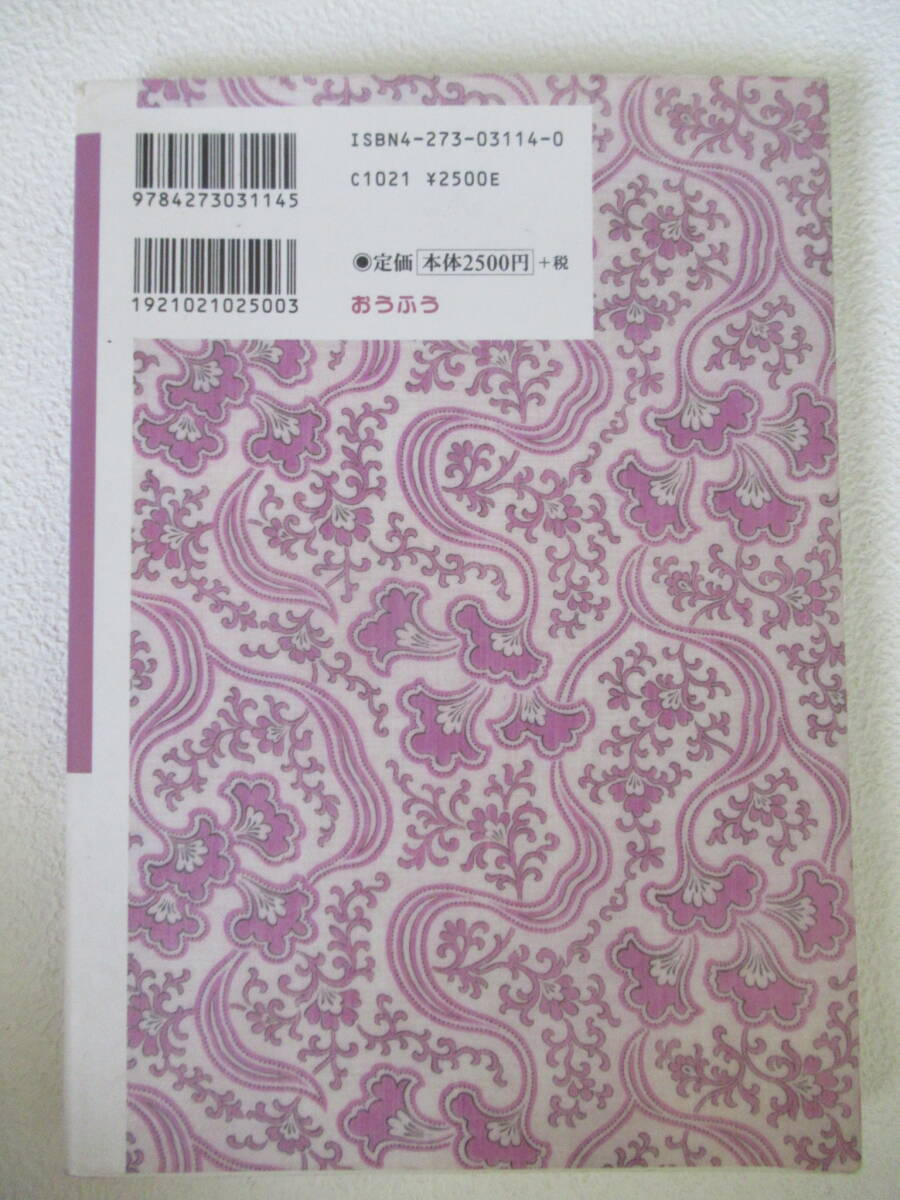 ISBN4-273-03114-0
C1021 ¥2500E
9784273031145
◉定価 本体2500円 +税
1921021025003
おうふう